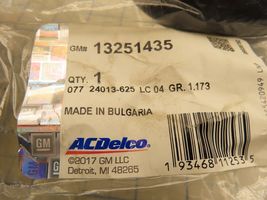 GM# 13251435
QTY. 1
077 24013-625 LC 04 GR. 1.173
MADE IN BULGARIA
ACDelco
©2017 GM LLC
Detroit, MI 48265
GM
GM
1 93468 11253 5